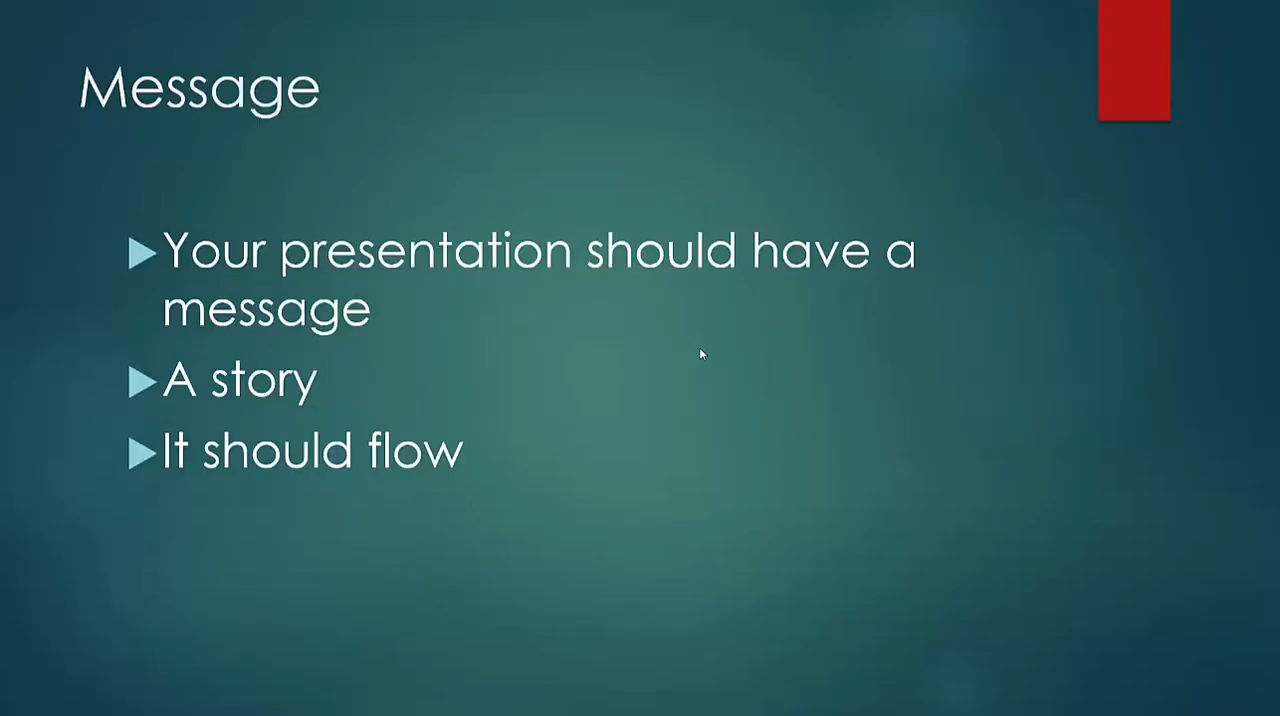 Message
Your presentation should have a
message
A story
It should flow